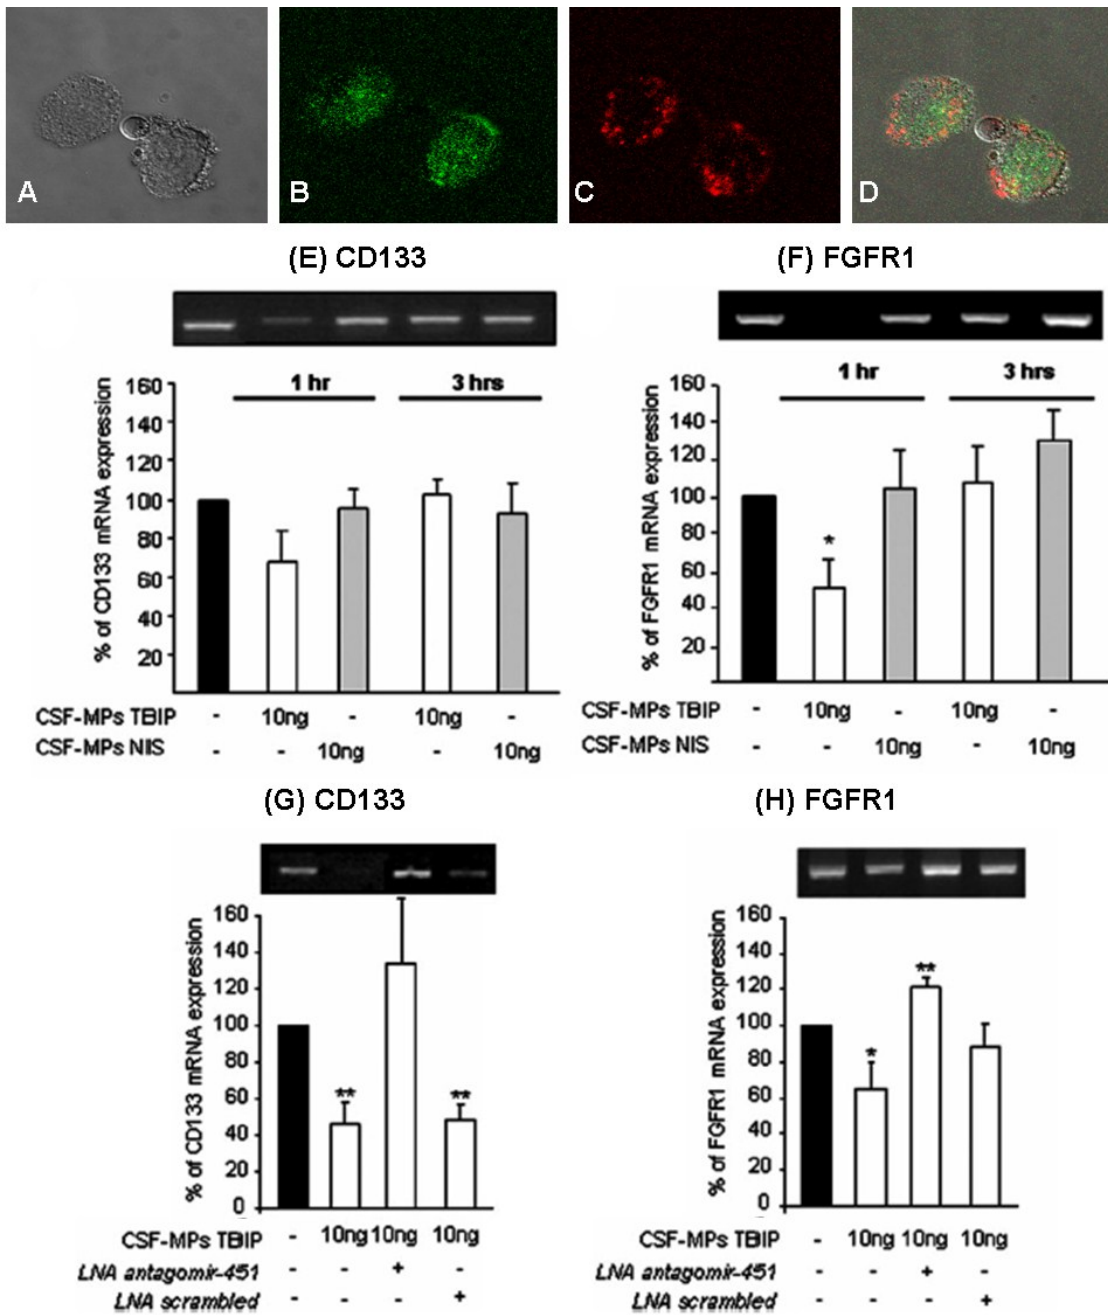 A B C D
(E) CD133 (F) FGFR1
1 hr 3 hrs 1 hr 3 hrs
% of CD133 mRNA expression
160
140
120
100
80
60
40
20
CSF-MPs TBIP - 10ng - 10ng -
CSF-MPs NIS - - 10ng - 10ng
% of FGFR1 mRNA expression
160
140
120
100
80
60
40
20
*
CSF-MPs TBIP - 10ng - 10ng -
CSF-MPs NIS - - 10ng - 10ng
(G) CD133 (H) FGFR1
% of CD133 mRNA expression
160
140
120
100
80
60
40
20
0
** **
CSF-MPs TBIP - 10ng 10ng 10ng
LNA antagomir-451 - - + -
LNA scrambled - - - +
% of FGFR1 mRNA expression
160
140
120
100
80
60
40
20
0
* **
CSF-MPs TBIP - 10ng 10ng 10ng
LNA antagomir-451 - - + -
LNA scrambled - - - +